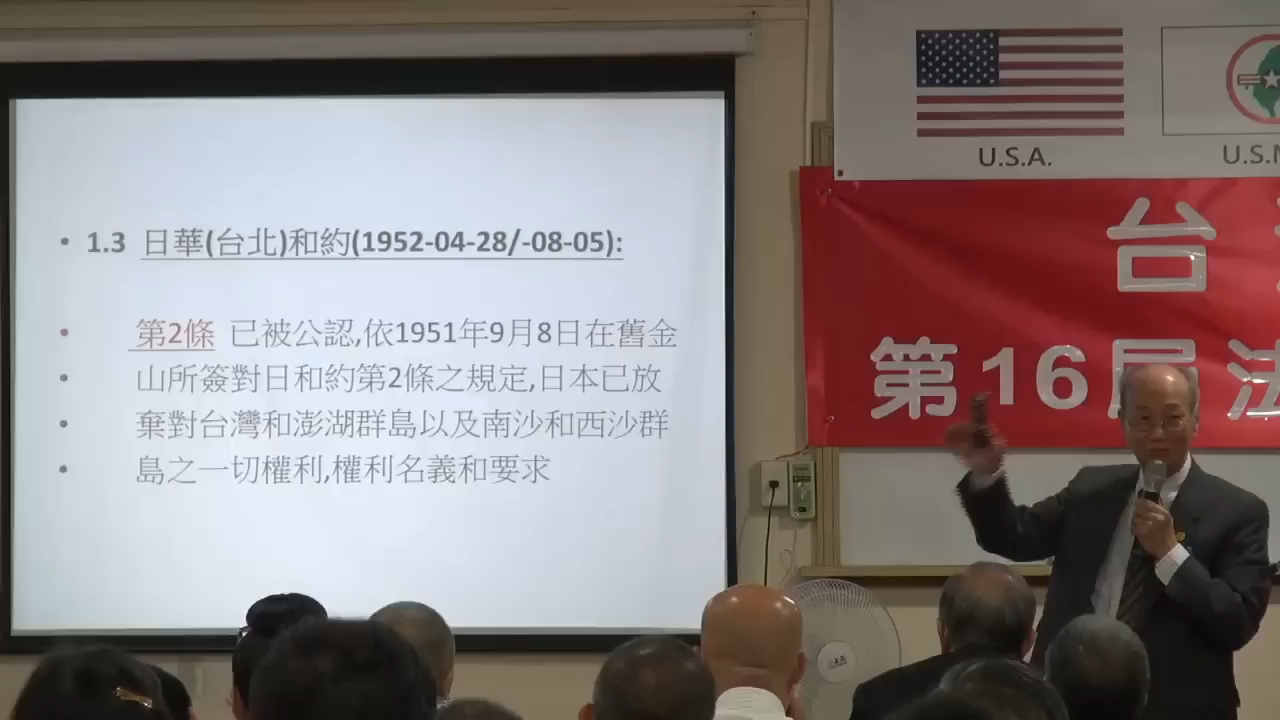 1.3 日華(台北)和約(1952-04-28/-08-05):
第2條 已被公認,依1951年9月8日在舊金
山所簽對日和約第2條之規定,日本已放
棄對台灣和澎湖群島以及南沙和西沙群
島之一切權利,權利名義和要求
U.S.A.
U.S.
台
第16屆法